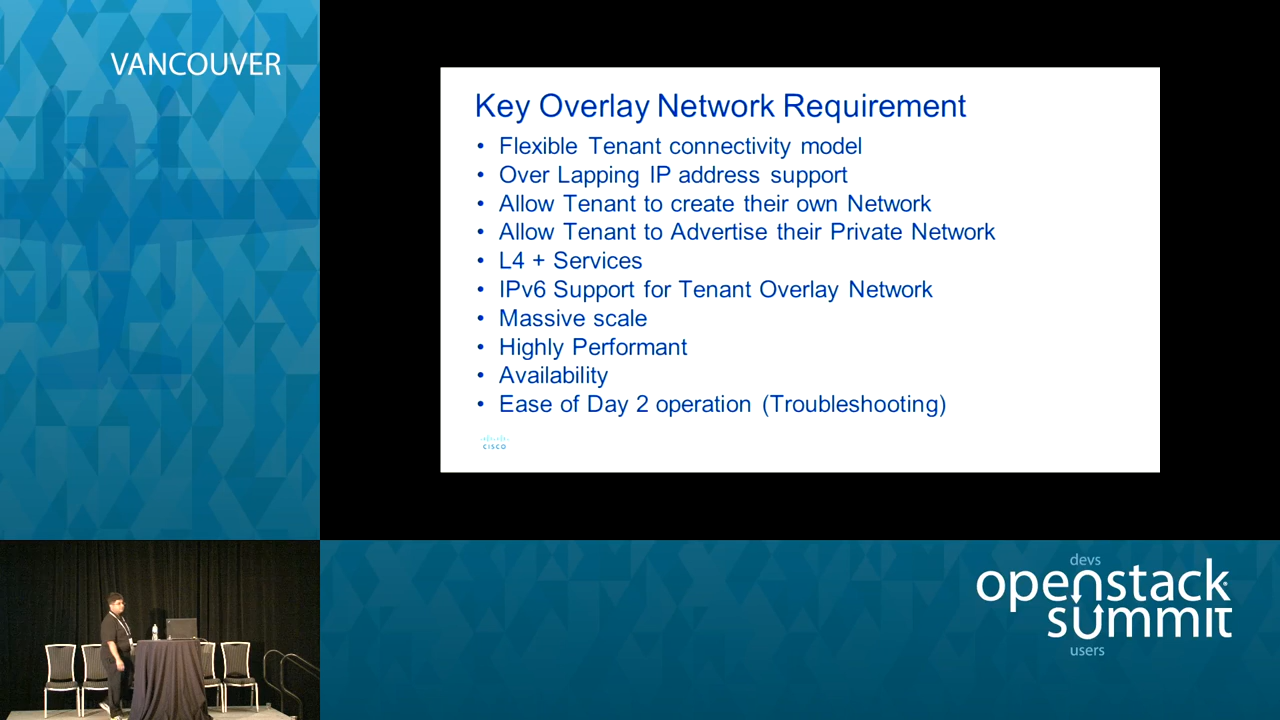 VANCOUVER
Key Overlay Network Requirement
• Flexible Tenant connectivity model
• Over Lapping IP address support
• Allow Tenant to create their own Network
• Allow Tenant to Advertise their Private Network
• L4 + Services
• IPv6 Support for Tenant Overlay Network
• Massive scale
• Highly Performant
• Availability
• Ease of Day 2 operation (Troubleshooting)
CISCO
devs
openstack
summit
users